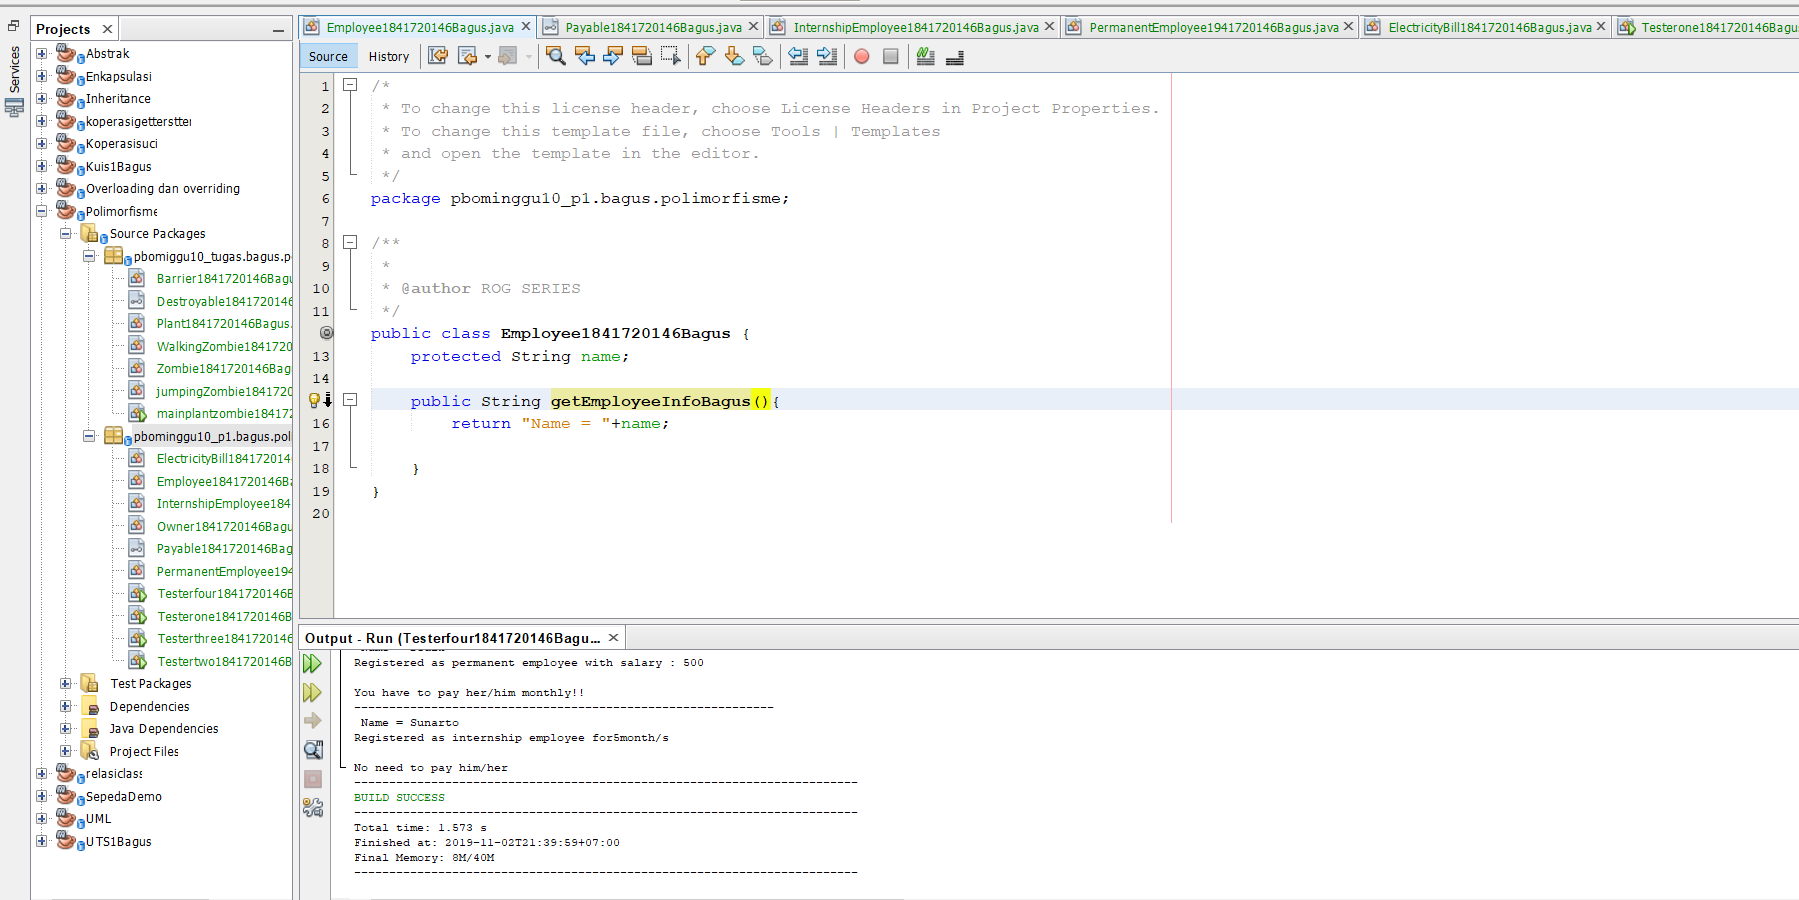 Services
Projects
Abstrak
Enkapsulasi
Inheritance
koperasigetterstter
Koperasisuci
Kuis1Bagus
Overloading dan overriding
Polimorfisme
Source Packages
pbomiggu10_tugas.bagus.p
Barrier1841720146Bagu
Destroyable1841720146
Plant1841720146Bagus.
WalkingZombie1841720
Zombie1841720146Bag
jumpingZombie1841720
mainplantzombie184172
pbominggu10_p1.bagus.poli
ElectricityBill184172014
Employee1841720146Ba
InternshipEmployee184
Owner1841720146Bagu
Payable1841720146Bag
PermanentEmployee194
Testerfour1841720146B
Testerone1841720146B
Testerthree1841720146
Testertwo1841720146B
Test Packages
Dependencies
Java Dependencies
Project Files
relasiclass
SepedaDemo
UML
UTS1Bagus
Employee1841720146Bagus.java Payable1841720146Bagus.java InternshipEmployee1841720146Bagus.java PermanentEmployee1941720146Bagus.java ElectricityBill1841720146Bagus.java Testerone1841720146Bagu
Source History
1 /*
2 * To change this license header, choose License Headers in Project Properties.
3 * To change this template file, choose Tools | Templates
4 * and open the template in the editor.
5 */
6 package pbominggu10_p1.bagus.polimorfisme;
7
8 /**
9 *
10 * @author ROG SERIES
11 */
public class Employee1841720146Bagus {
13 protected String name;
14
public String getEmployeeInfoBagus(){
16 return "Name = "+name;
17
18 }
19 }
20
Output - Run (Testerfour1841720146Bagu...
Registered as permanent employee with salary : 500
You have to pay her/him monthly!!
------------------------------------------------------------
Name = Sunarto
Registered as internship employee for5month/s
No need to pay him/her
------------------------------------------------------------------------
BUILD SUCCESS
------------------------------------------------------------------------
Total time: 1.573 s
Finished at: 2019-11-02T21:39:59+07:00
Final Memory: 8M/40M
------------------------------------------------------------------------